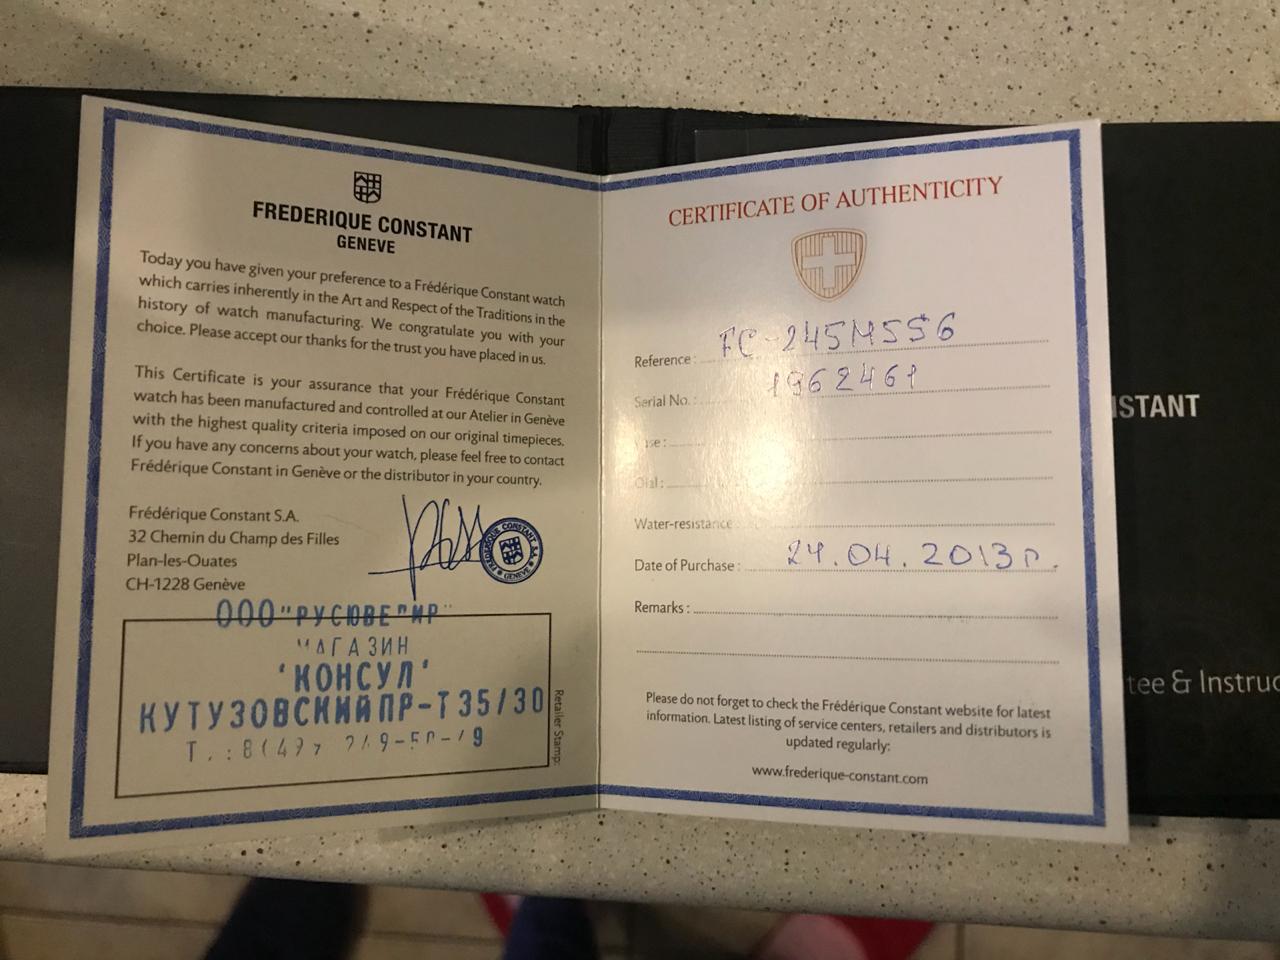 FREDERIQUE CONSTANT
GENEVE
Today you have given your preference to a Frédérique Constant watch
which carries inherently in the Art and Respect of the Traditions in the
history of watch manufacturing. We congratulate you with your
choice. Please accept our thanks for the trust you have placed in us.
This Certificate is your assurance that your Frédérique Constant
watch has been manufactured and controlled at our Atelier in Genève
with the highest quality criteria imposed on our original timepieces.
If you have any concerns about your watch, please feel free to contact
Frédérique Constant in Genève or the distributor in your country.
Frédérique Constant S.A.
32 Chemin du Champ des Filles
Plan-les-Ouates
CH-1228 Genève
FREDERIQUE CONSTANT S.A.
GENEVE
ООО "РУСЮВЕЛИР"
МАГАЗИН
"КОНСУЛ"
КУТУЗОВСКИЙ ПР-Т 35/30
Retailer Stamp:
CERTIFICATE OF AUTHENTICITY
Reference : FC-245M5S6
Serial No. : 1962461
Dial :
Water-resistance :
Date of Purchase : 24.04.2013г.
Remarks :
Please do not forget to check the Frédérique Constant website for latest
information. Latest listing of service centers, retailers and distributors is
updated regularly:
www.frederique-constant.com
STANT
tee & Instruc